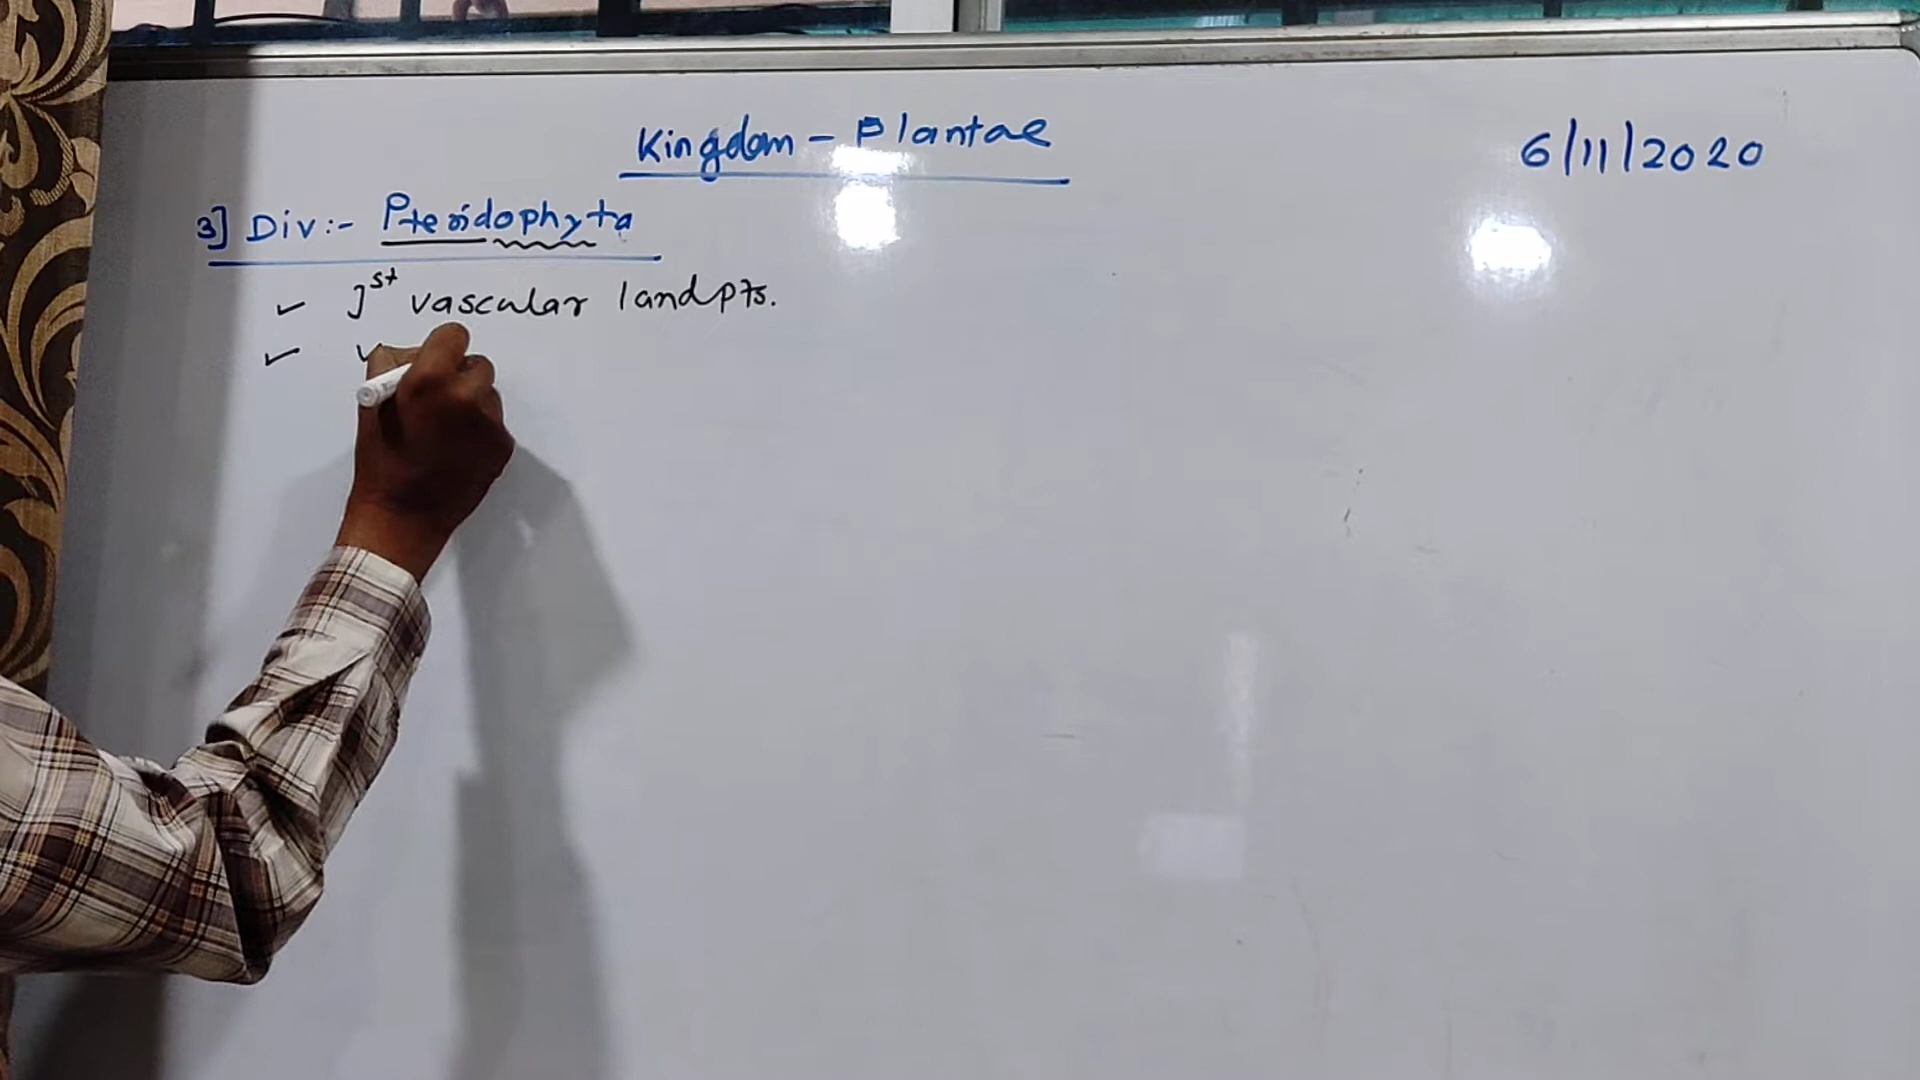 Kingdom - Plantae
6/11/2020
3] Div:- Pteridophyta
✓ 1st vascular land pts.
✓ v